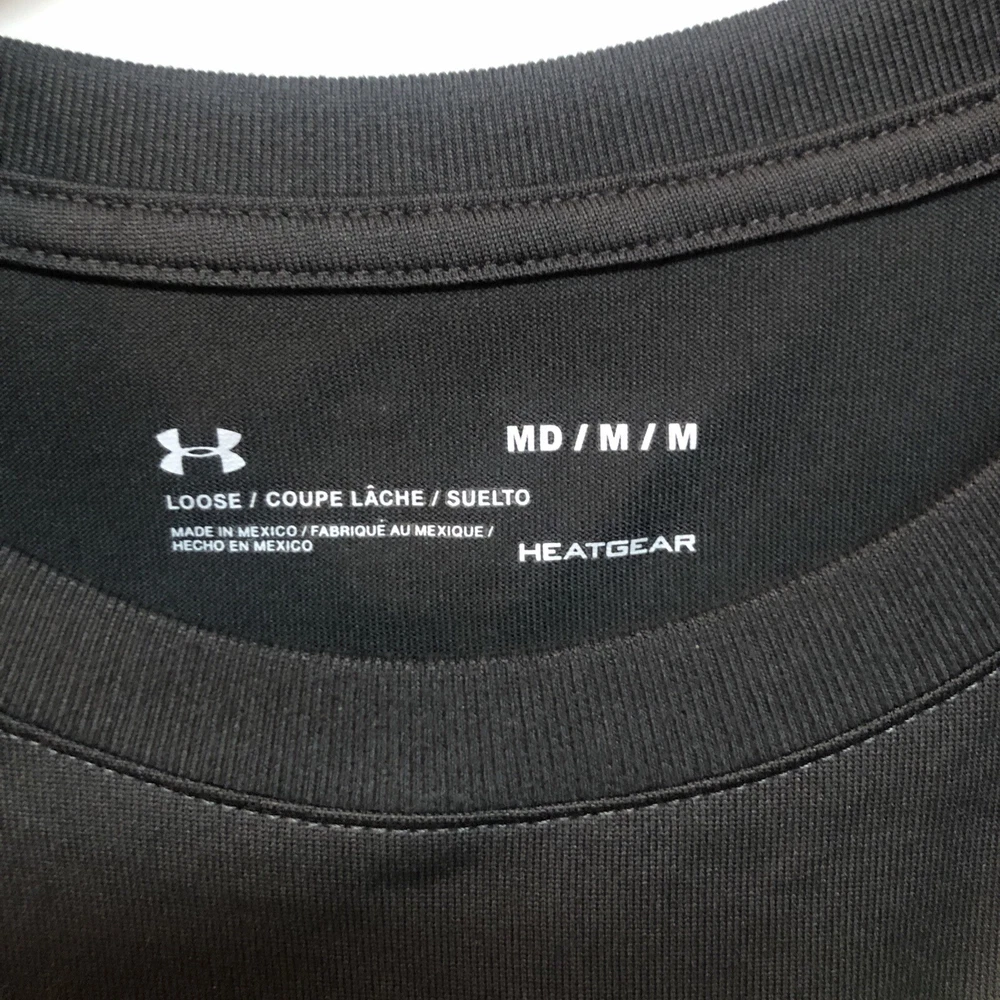 MD / M / M
LOOSE / COUPE LÂCHE / SUELTO
MADE IN MEXICO / FABRIQUÉ AU MEXIQUE /
HECHO EN MEXICO
HEATGEAR